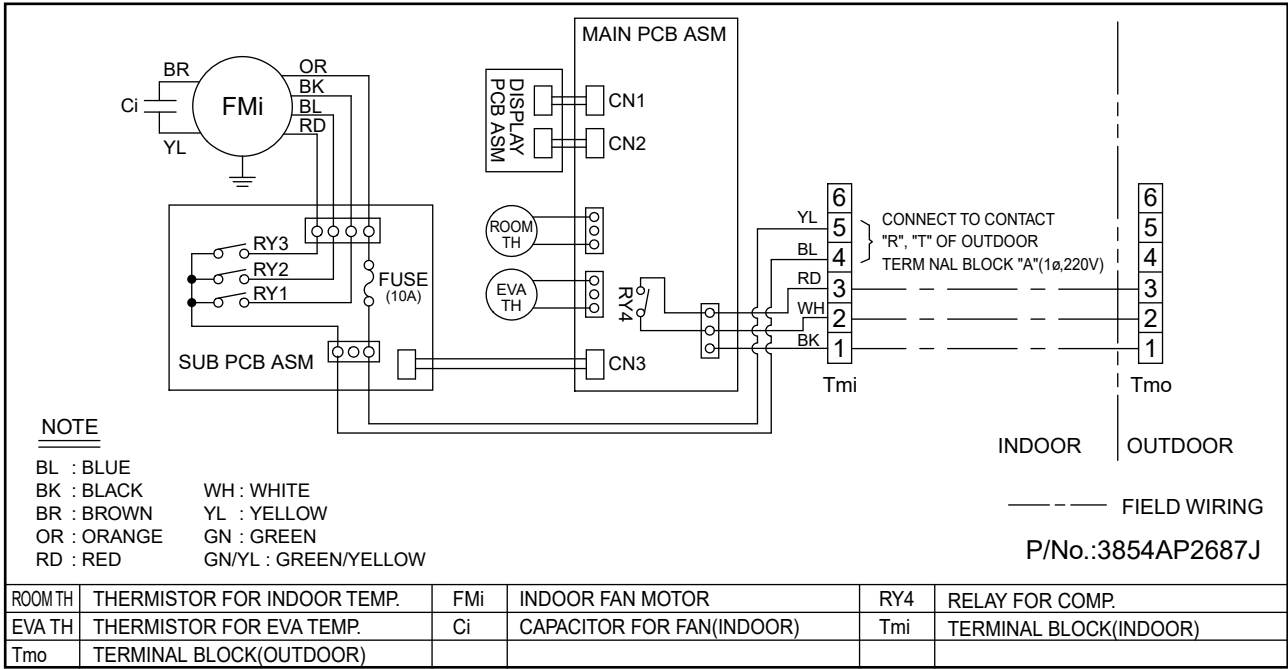 MAIN PCB ASM
BR
OR
BK
BL
RD
Ci
FMi
YL
DISPLAY
PCB ASM
CN1
CN2
ROOM
TH
EVA
TH
RY4
CN3
RY3
RY2
RY1
FUSE
(10A)
SUB PCB ASM
YL
BL
RD
WH
BK
6
5
4
3
2
1
Tmi
CONNECT TO CONTACT
"R", "T" OF OUTDOOR
TERM NAL BLOCK "A"(1ø,220V)
6
5
4
3
2
1
Tmo
INDOOR
OUTDOOR
FIELD WIRING
P/No.:3854AP2687J
NOTE
BL : BLUE
BK : BLACK
BR : BROWN
OR : ORANGE
RD : RED
WH : WHITE
YL : YELLOW
GN : GREEN
GN/YL : GREEN/YELLOW
ROOM TH THERMISTOR FOR INDOOR TEMP. FMi INDOOR FAN MOTOR RY4 RELAY FOR COMP.
EVA TH THERMISTOR FOR EVA TEMP. Ci CAPACITOR FOR FAN(INDOOR) Tmi TERMINAL BLOCK(INDOOR)
Tmo TERMINAL BLOCK(OUTDOOR)